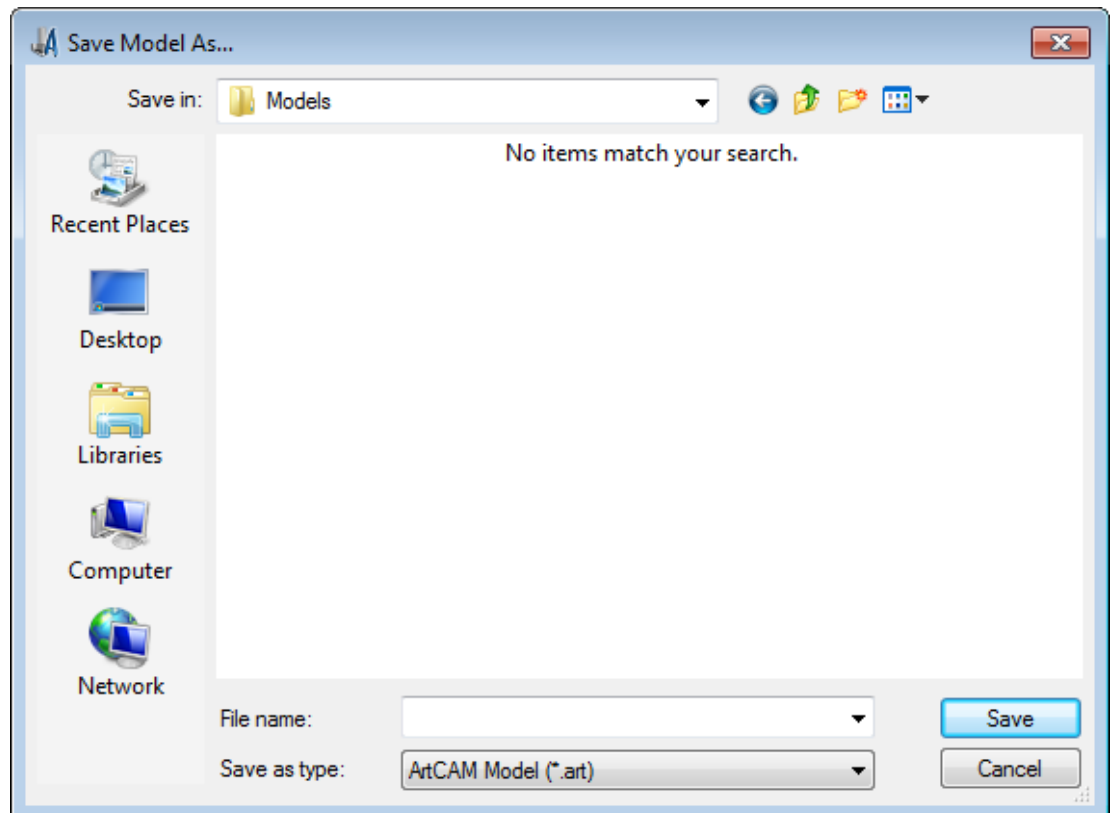 Save Model As...
Save in: Models
No items match your search.
Recent Places
Desktop
Libraries
Computer
Network
File name: Save
Save as type: ArtCAM Model (*.art) Cancel